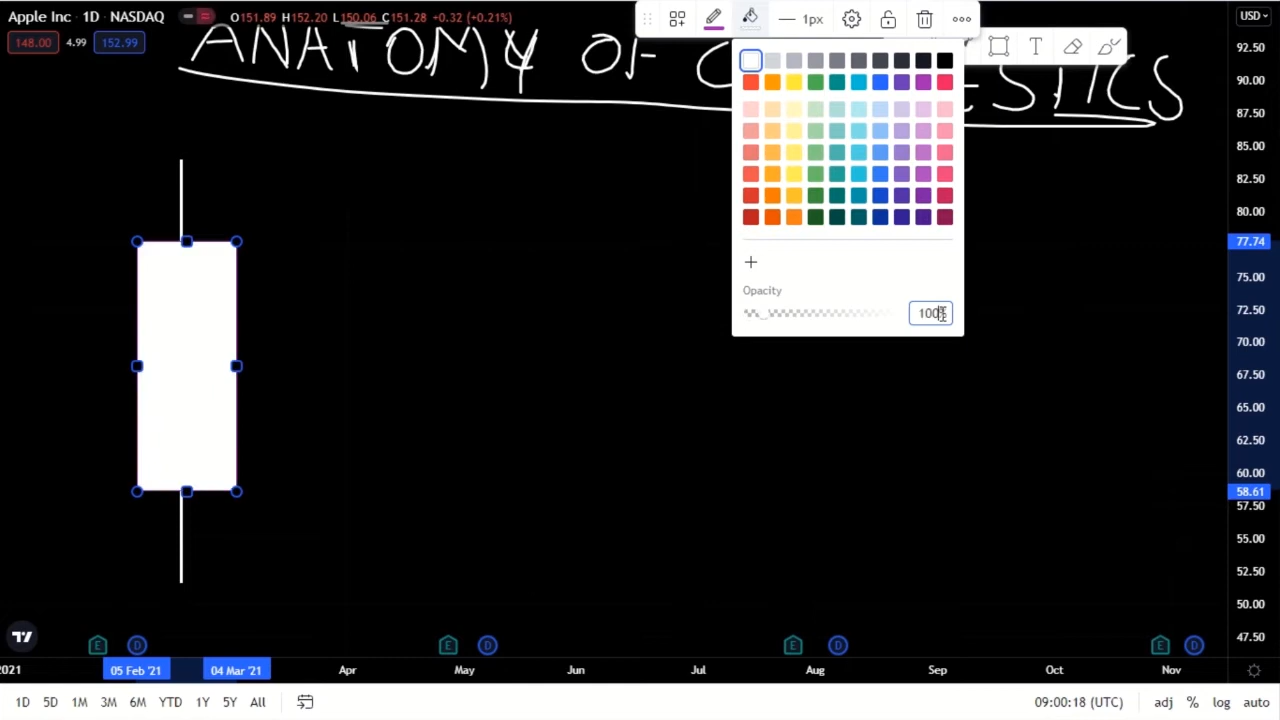 Apple Inc · 1D · NASDAQ
O151.89 H152.20 L150.06 C151.28 +0.32 (+0.21%)
1px
USD
148.00 4.99 152.99
ANATOMY OF
T
92.50
90.00
87.50
85.00
82.50
80.00
77.74
75.00
72.50
70.00
67.50
65.00
62.50
60.00
58.61
57.50
55.00
52.50
50.00
47.50
Opacity
100%
E D E D E D E D
2021 05 Feb '21 04 Mar '21 Apr May Jun Jul Aug Sep Oct Nov
1D 5D 1M 3M 6M YTD 1Y 5Y All 09:00:18 (UTC) adj % log auto